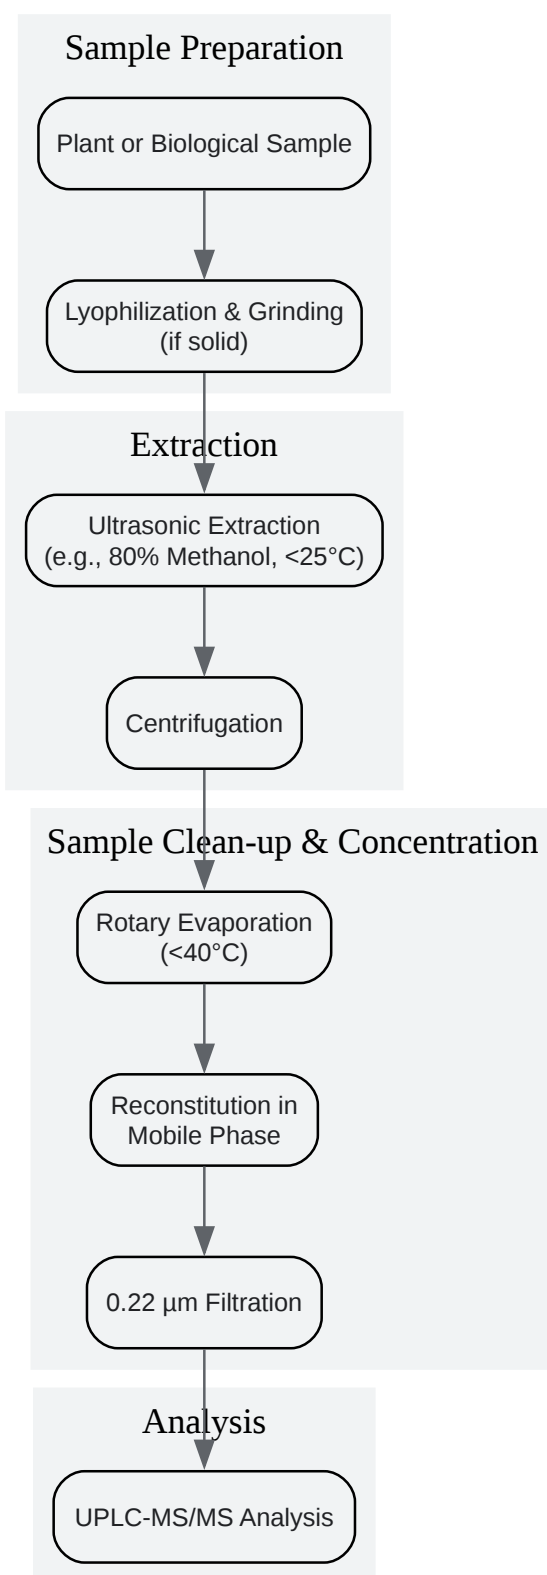 Sample Preparation
Plant or Biological Sample
Lyophilization & Grinding
(if solid)
Extraction
Ultrasonic Extraction
(e.g., 80% Methanol, <25°C)
Centrifugation
Sample Clean-up & Concentration
Rotary Evaporation
(<40°C)
Reconstitution in
Mobile Phase
0.22 µm Filtration
Analysis
UPLC-MS/MS Analysis